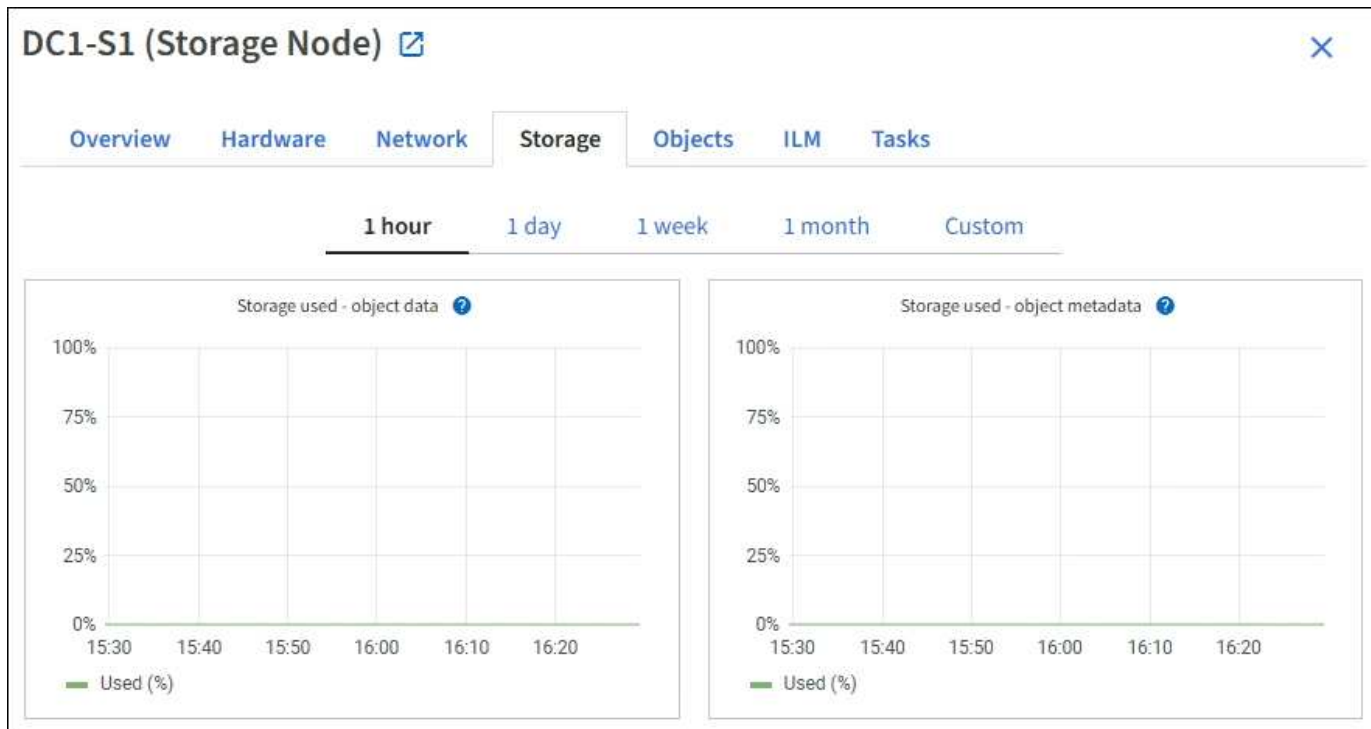 DC1-S1 (Storage Node)
Overview Hardware Network Storage Objects ILM Tasks
1 hour 1 day 1 week 1 month Custom
Storage used - object data ?
100%
75%
50%
25%
0%
15:30 15:40 15:50 16:00 16:10 16:20
Used (%)
Storage used - object metadata ?
100%
75%
50%
25%
0%
15:30 15:40 15:50 16:00 16:10 16:20
Used (%)